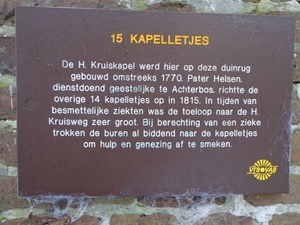 15 KAPELLETJES
De H. Kruiskapel werd hier op deze duinrug
gebouwd omstreeks 1770. Pater Helsen,
dienstdoend geestelijke te Achterbos, richtte de
overige 14 kapelletjes op in 1815. In tijden van
besmettelijke ziekten was de toeloop naar de H.
Kruisweg zeer groot. Bij berechting van een zieke
trokken de buren al biddend naar de kapelletjes
om hulp en genezing af te smeken.